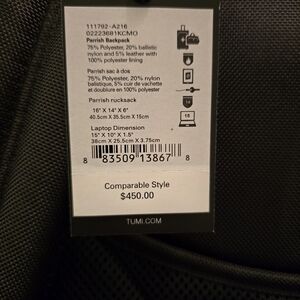 111792-A216
02223681KCMO
Parrish Backpack
75% Polyester, 20% ballistic
nylon and 5% leather with
100% polyester lining
Parrish sac à dos
75% Polyester, 20% nylon
balistique, 5% cuir de vachette
et doublure en 100% polyester
Parrish rucksack
16" X 14" X 6"
40.5cm X 35.5cm X 15cm
Laptop Dimension
15" X 10" X 1.5"
38cm X 25.5cm X 3.75cm
8 83509 13867 8
Comparable Style
$450.00
TUMI.COM
15